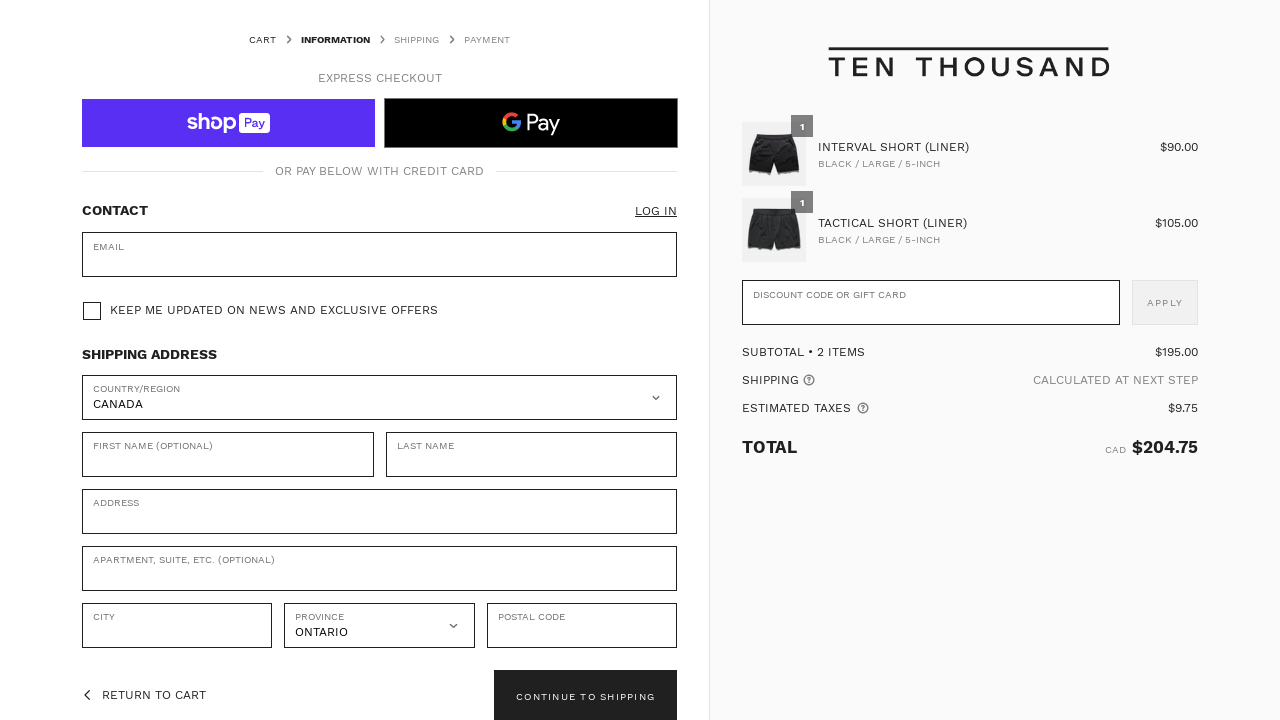 CART > INFORMATION > SHIPPING > PAYMENT
EXPRESS CHECKOUT
shop Pay
G Pay
OR PAY BELOW WITH CREDIT CARD
CONTACT
LOG IN
EMAIL
KEEP ME UPDATED ON NEWS AND EXCLUSIVE OFFERS
SHIPPING ADDRESS
COUNTRY/REGION
CANADA
FIRST NAME (OPTIONAL)
LAST NAME
ADDRESS
APARTMENT, SUITE, ETC. (OPTIONAL)
CITY
PROVINCE
ONTARIO
POSTAL CODE
RETURN TO CART
CONTINUE TO SHIPPING
TEN THOUSAND
1
INTERVAL SHORT (LINER)
$90.00
BLACK / LARGE / 5-INCH
1
TACTICAL SHORT (LINER)
$105.00
BLACK / LARGE / 5-INCH
DISCOUNT CODE OR GIFT CARD
APPLY
SUBTOTAL • 2 ITEMS
$195.00
SHIPPING
CALCULATED AT NEXT STEP
ESTIMATED TAXES
$9.75
TOTAL
CAD $204.75